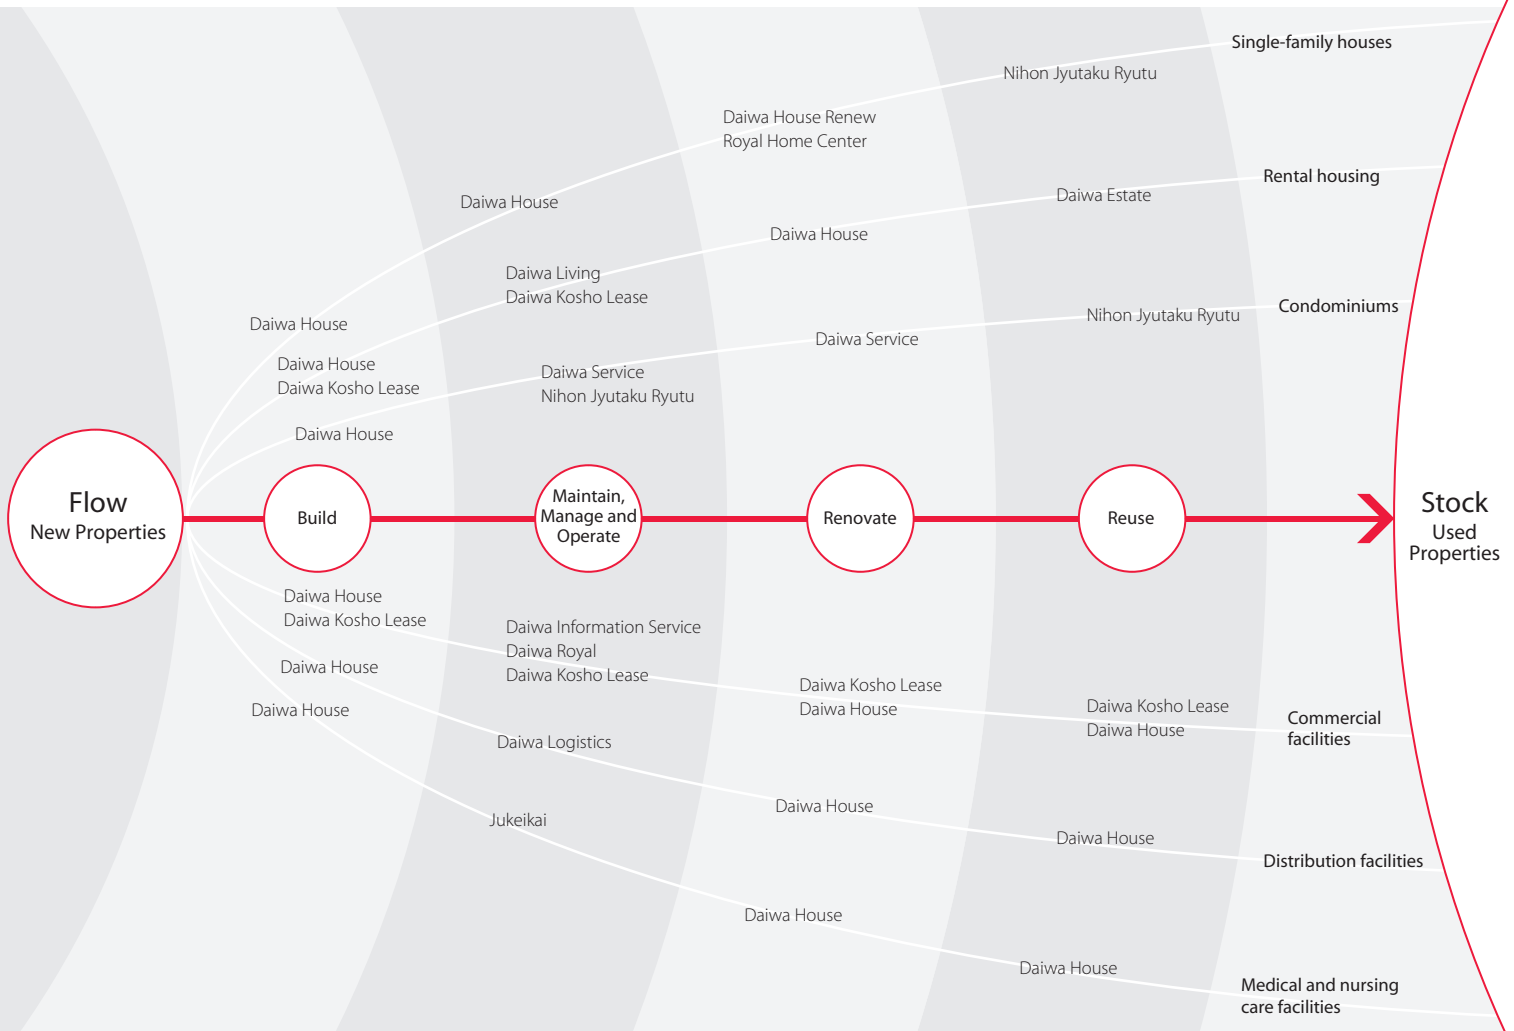 Single-family houses
Nihon Jyutaku Ryutu
Daiwa House Renew
Royal Home Center
Daiwa House
Daiwa House
Rental housing
Daiwa Estate
Daiwa House
Daiwa Living
Daiwa Kosho Lease
Daiwa House
Daiwa Kosho Lease
Condominiums
Nihon Jyutaku Ryutu
Daiwa Service
Daiwa Service
Nihon Jyutaku Ryutu
Daiwa House
Flow
New Properties
Build
Maintain,
Manage and
Operate
Renovate
Reuse
Stock
Used
Properties
Daiwa House
Daiwa Kosho Lease
Daiwa Information Service
Daiwa Royal
Daiwa Kosho Lease
Daiwa Kosho Lease
Daiwa House
Daiwa Kosho Lease
Daiwa House
Commercial
facilities
Daiwa House
Daiwa Logistics
Daiwa House
Daiwa House
Distribution facilities
Daiwa House
Jukeikai
Daiwa House
Daiwa House
Medical and nursing
care facilities